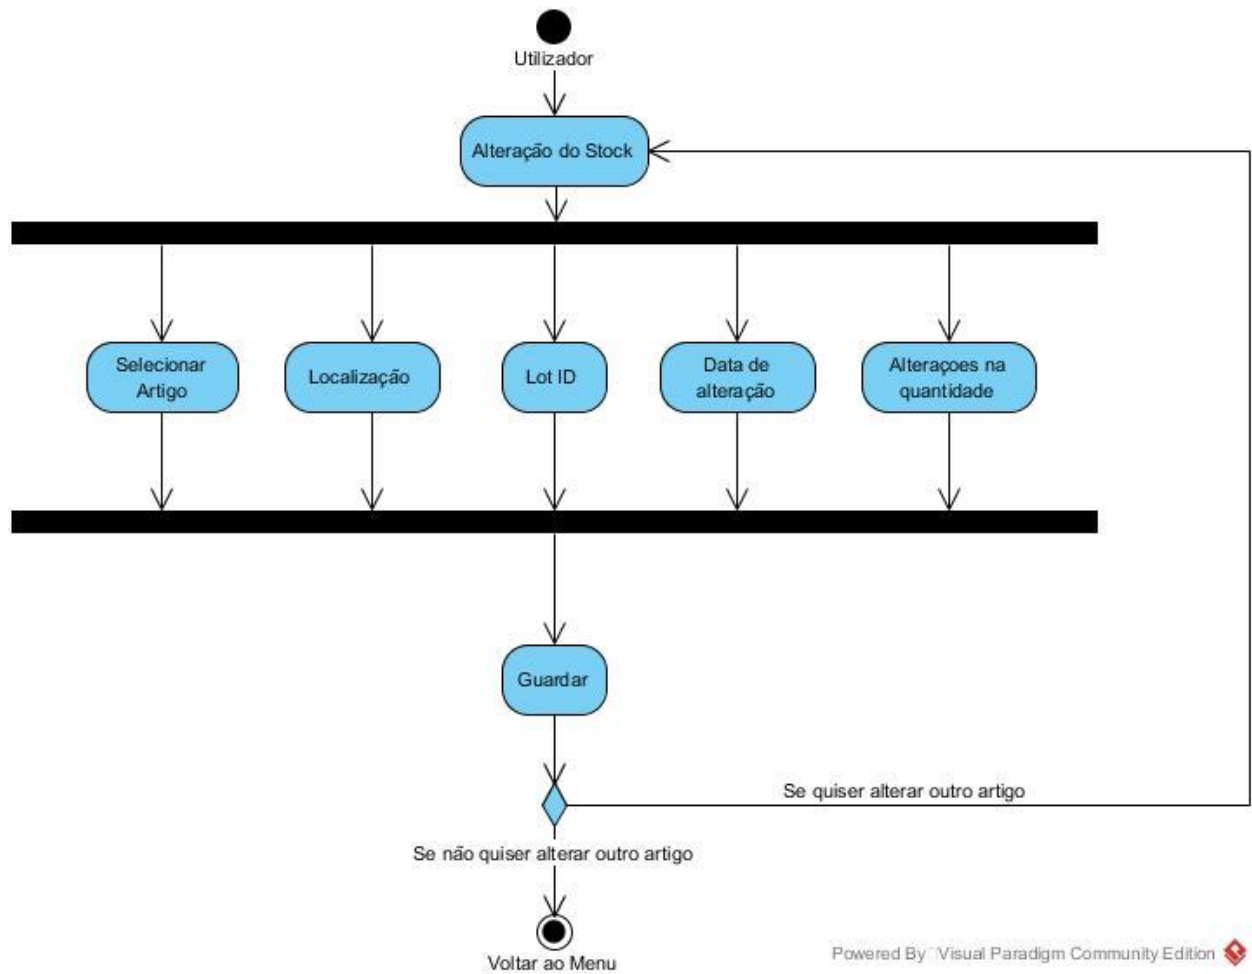 Utilizador
Alteração do Stock
Selecionar
Artigo
Localização
Lot ID
Data de
alteração
Alteraçoes na
quantidade
Guardar
Se quiser alterar outro artigo
Se não quiser alterar outro artigo
Voltar ao Menu
Powered By Visual Paradigm Community Edition